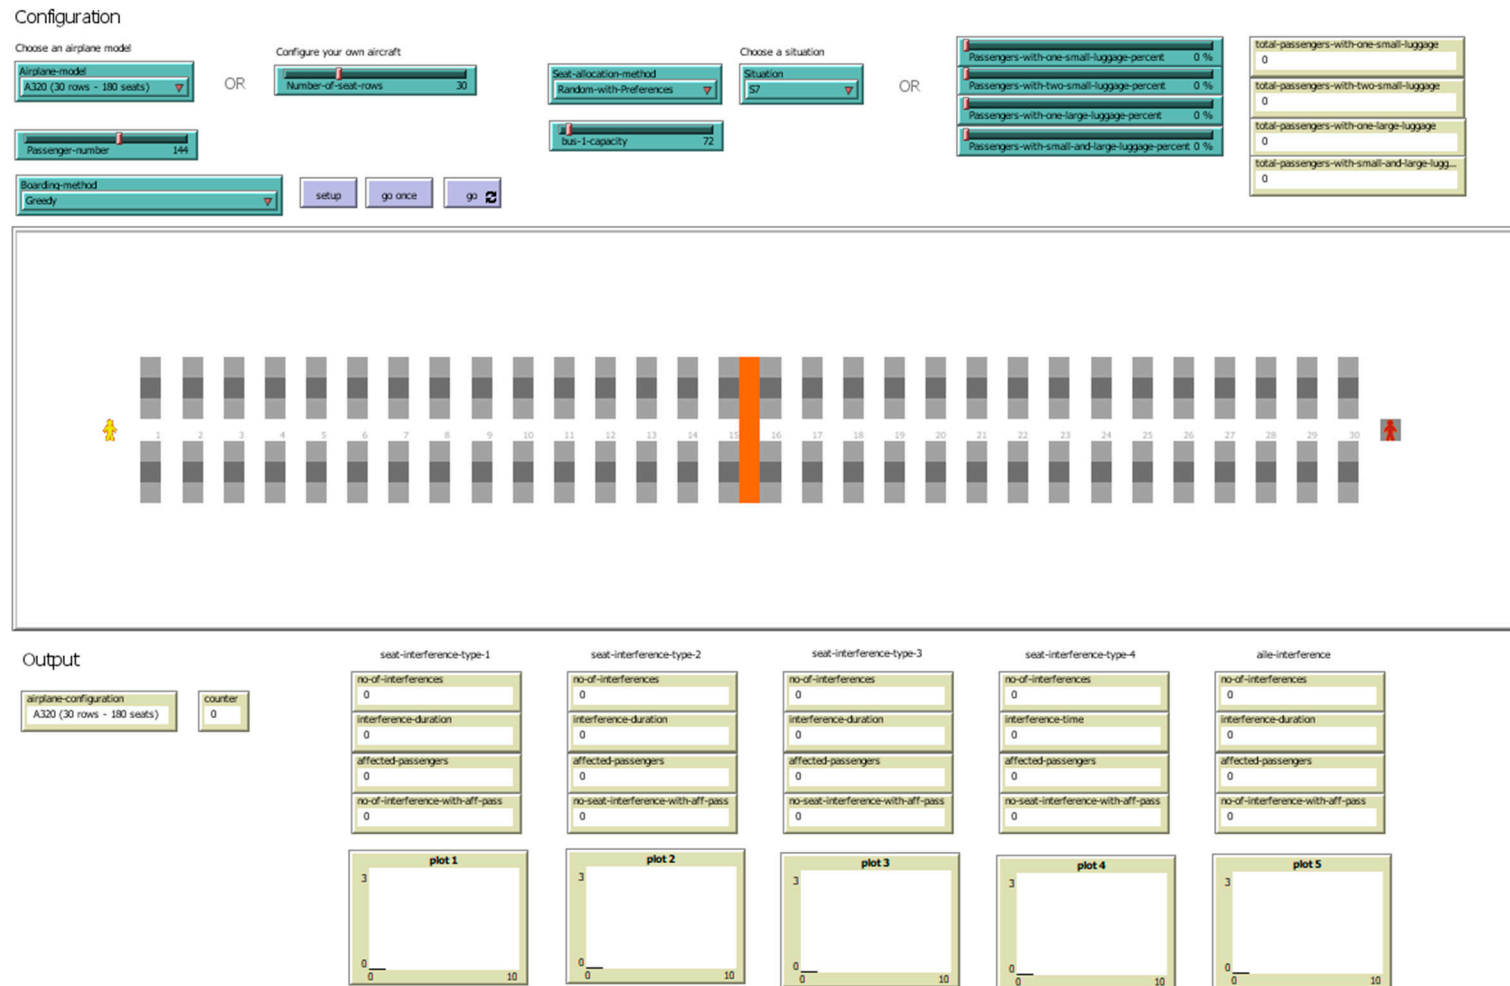 Configuration
Choose an airplane model
Configure your own aircraft
Choose a situation
Airplane-model
A320 (30 rows - 180 seats)
OR
Number-of-seat-rows 30
Seat-allocation-method
Random-with-Preferences
Situation
S7
OR
Passengers-with-one-small-luggage-percent 0 %
Passengers-with-two-small-luggage-percent 0 %
Passengers-with-one-large-luggage-percent 0 %
Passengers-with-small-and-large-luggage-percent 0 %
total-passengers-with-one-small-luggage
0
total-passengers-with-two-small-luggage
0
total-passengers-with-one-large-luggage
0
total-passengers-with-small-and-large-lugg...
0
Passenger-number 144
bus-1-capacity 72
Boarding-method
Greedy
setup
go once
go
1 2 3 4 5 6 7 8 9 10 11 12 13 14 15 16 17 18 19 20 21 22 23 24 25 26 27 28 29 30
Output
airplane-configuration
A320 (30 rows - 180 seats)
counter
0
seat-interference-type-1
no-of-interferences
0
interference-duration
0
affected-passengers
0
no-of-interference-with-aff-pass
0
plot 1
3
0
0 10
seat-interference-type-2
no-of-interferences
0
interference-duration
0
affected-passengers
0
no-seat-interference-with-aff-pass
0
plot 2
3
0
0 10
seat-interference-type-3
no-of-interferences
0
interference-duration
0
affected-passengers
0
no-seat-interference-with-aff-pass
0
plot 3
3
0
0 10
seat-interference-type-4
no-of-interferences
0
interference-time
0
affected-passengers
0
no-seat-interference-with-aff-pass
0
plot 4
3
0
0 10
aile-interference
no-of-interferences
0
interference-duration
0
affected-passengers
0
no-of-interference-with-aff-pass
0
plot 5
3
0
0 10